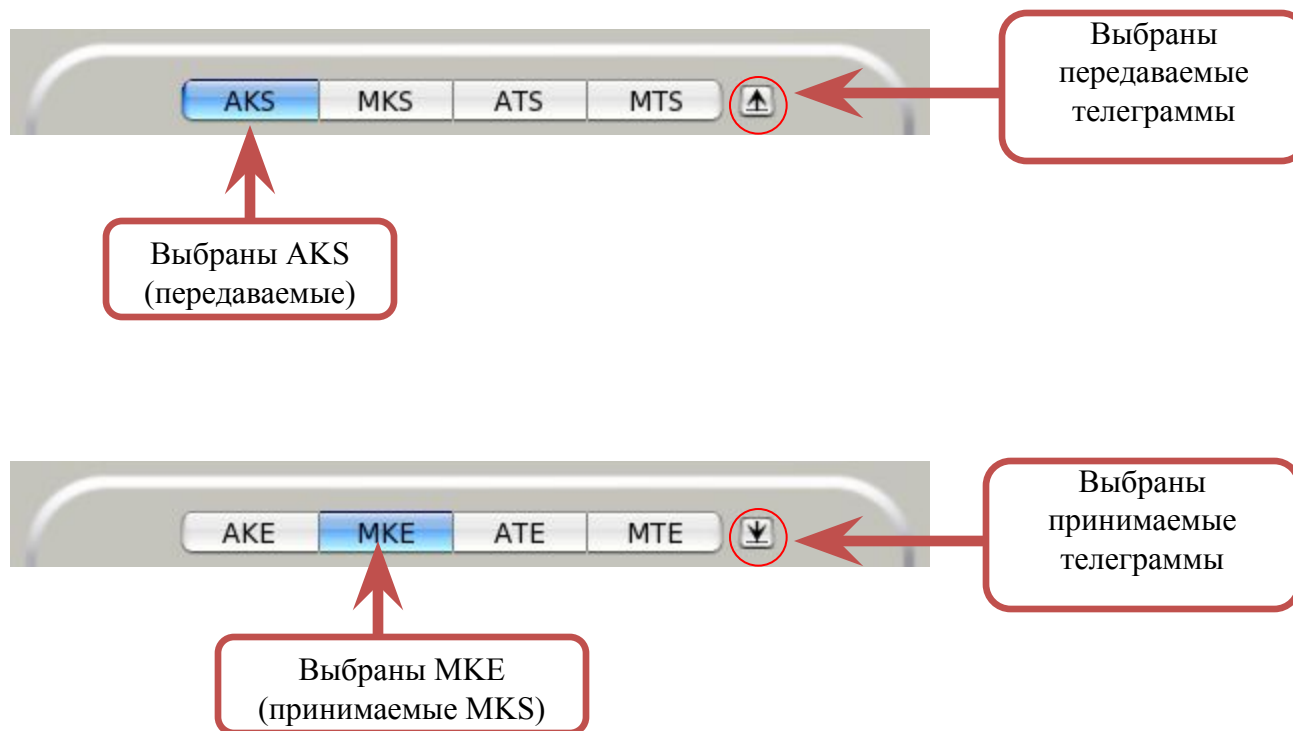 Выбраны
передаваемые
телеграммы
AKS MKS ATS MTS
Выбраны AKS
(передаваемые)
Выбраны
принимаемые
телеграммы
AKE MKE ATE MTE
Выбраны MKE
(принимаемые MKS)